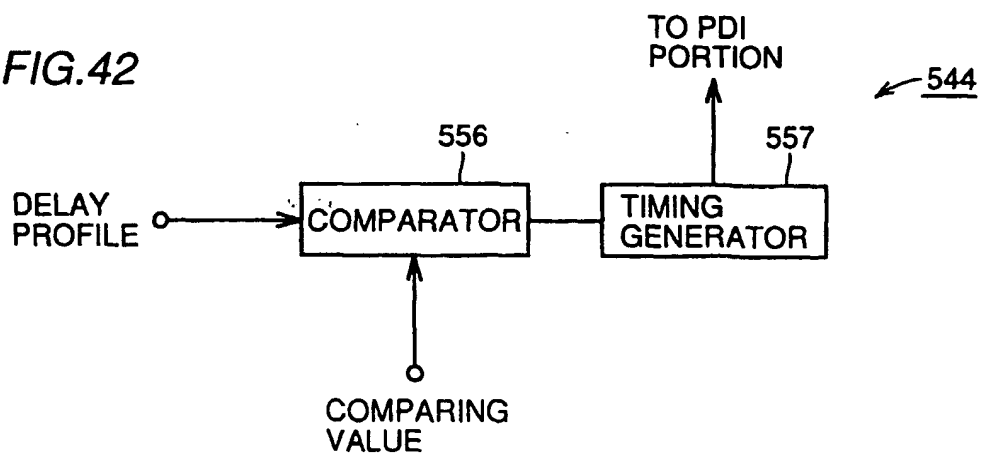 FIG.42
TO PDI
PORTION
544
556
557
DELAY
PROFILE
COMPARATOR
TIMING
GENERATOR
COMPARING
VALUE